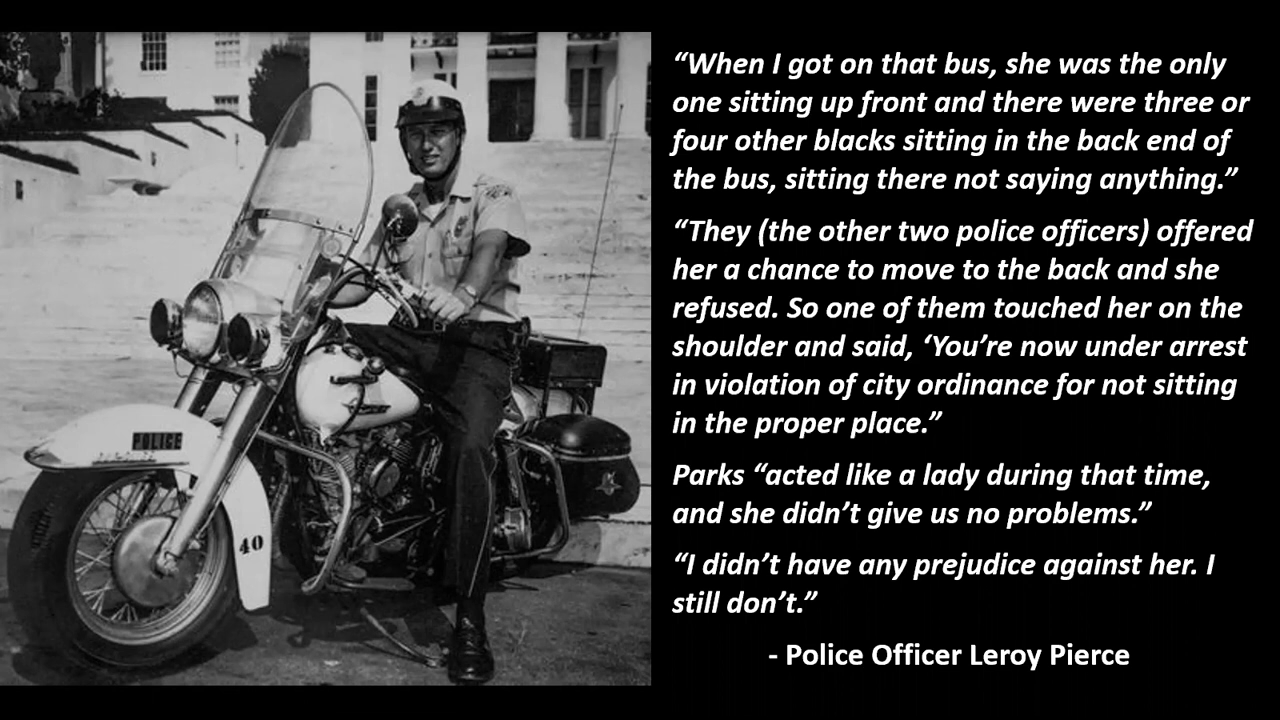 “When I got on that bus, she was the only
one sitting up front and there were three or
four other blacks sitting in the back end of
the bus, sitting there not saying anything.”
“They (the other two police officers) offered
her a chance to move to the back and she
refused. So one of them touched her on the
shoulder and said, ‘You’re now under arrest
in violation of city ordinance for not sitting
in the proper place.”
Parks “acted like a lady during that time,
and she didn’t give us no problems.”
“I didn’t have any prejudice against her. I
still don’t.”
- Police Officer Leroy Pierce
POLICE
40